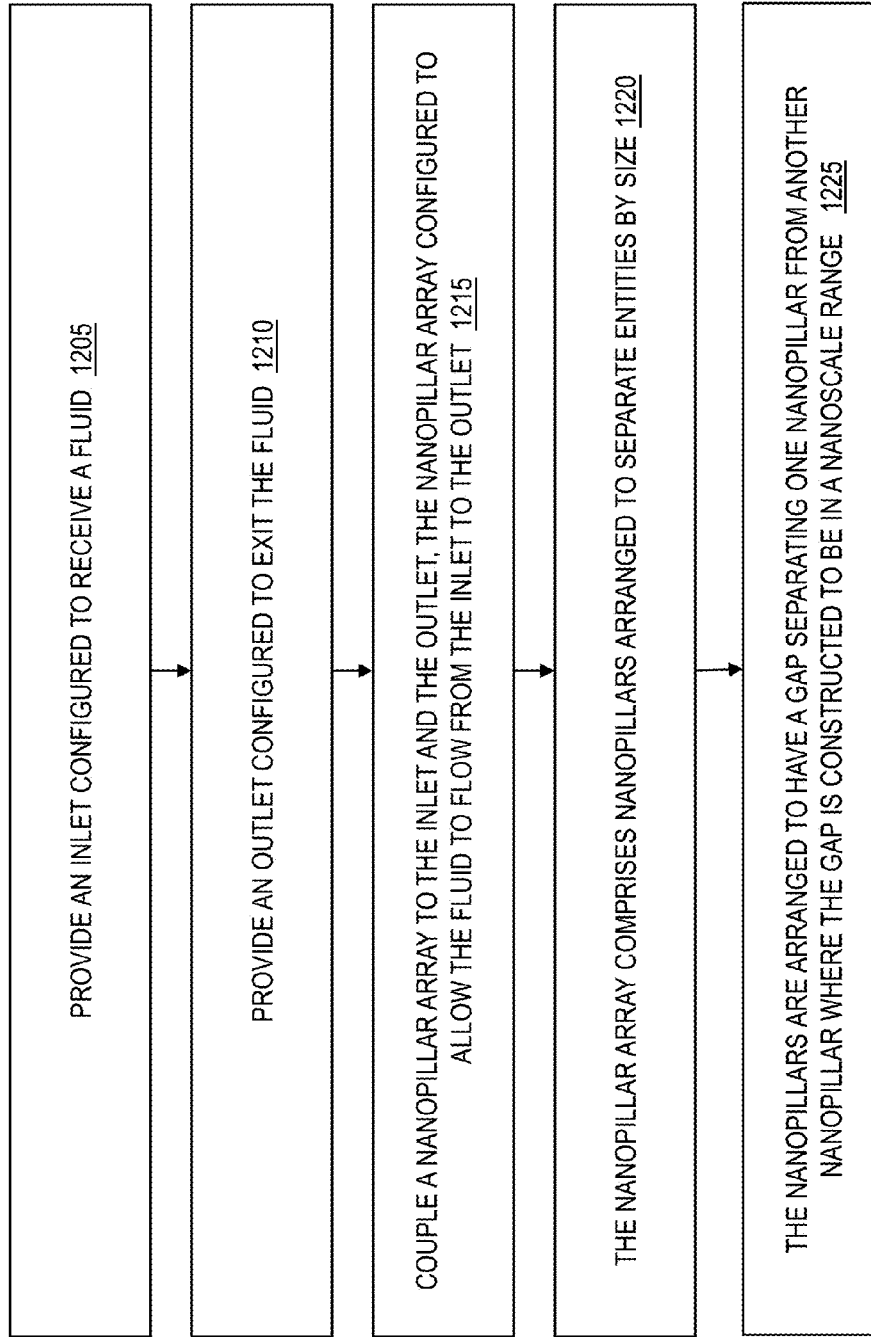 PROVIDE AN INLET CONFIGURED TO RECEIVE A FLUID 1205
PROVIDE AN OUTLET CONFIGURED TO EXIT THE FLUID 1210
COUPLE A NANOPILLAR ARRAY TO THE INLET AND THE OUTLET, THE NANOPILLAR ARRAY CONFIGURED TO
ALLOW THE FLUID TO FLOW FROM THE INLET TO THE OUTLET 1215
THE NANOPILLAR ARRAY COMPRISES NANOPILLARS ARRANGED TO SEPARATE ENTITIES BY SIZE 1220
THE NANOPILLARS ARE ARRANGED TO HAVE A GAP SEPARATING ONE NANOPILLAR FROM ANOTHER
NANOPILLAR WHERE THE GAP IS CONSTRUCTED TO BE IN A NANOSCALE RANGE 1225